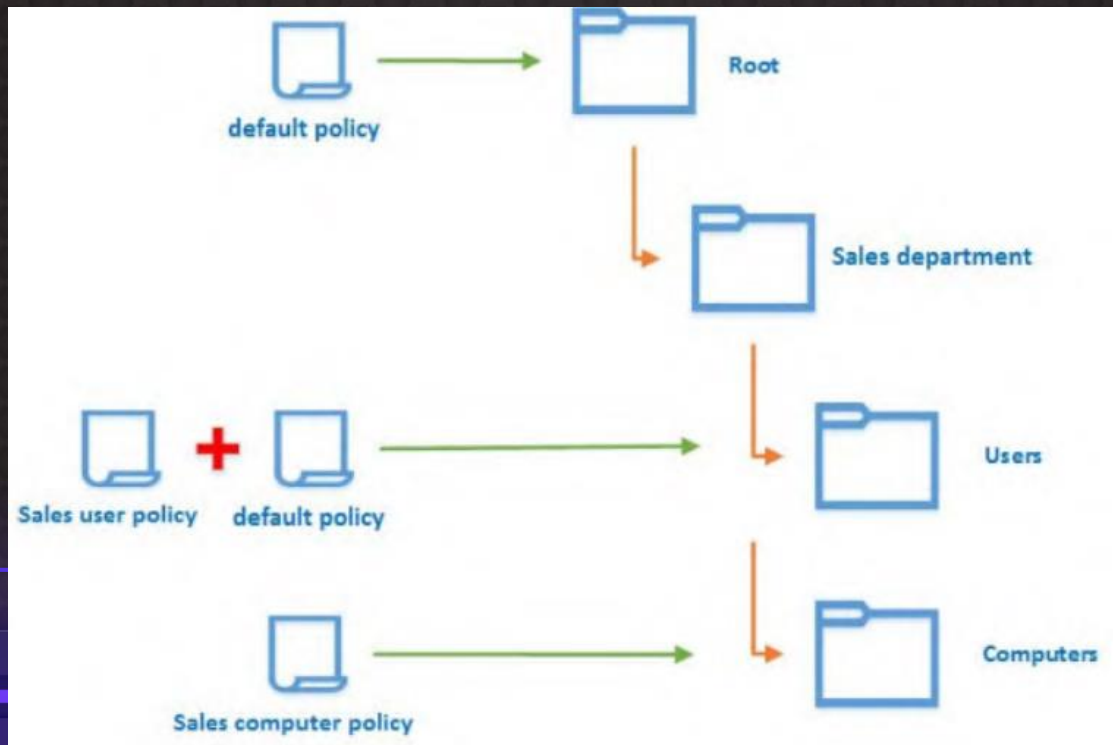 Root
default policy
Sales department
Users
Sales user policy
default policy
Computers
Sales computer policy